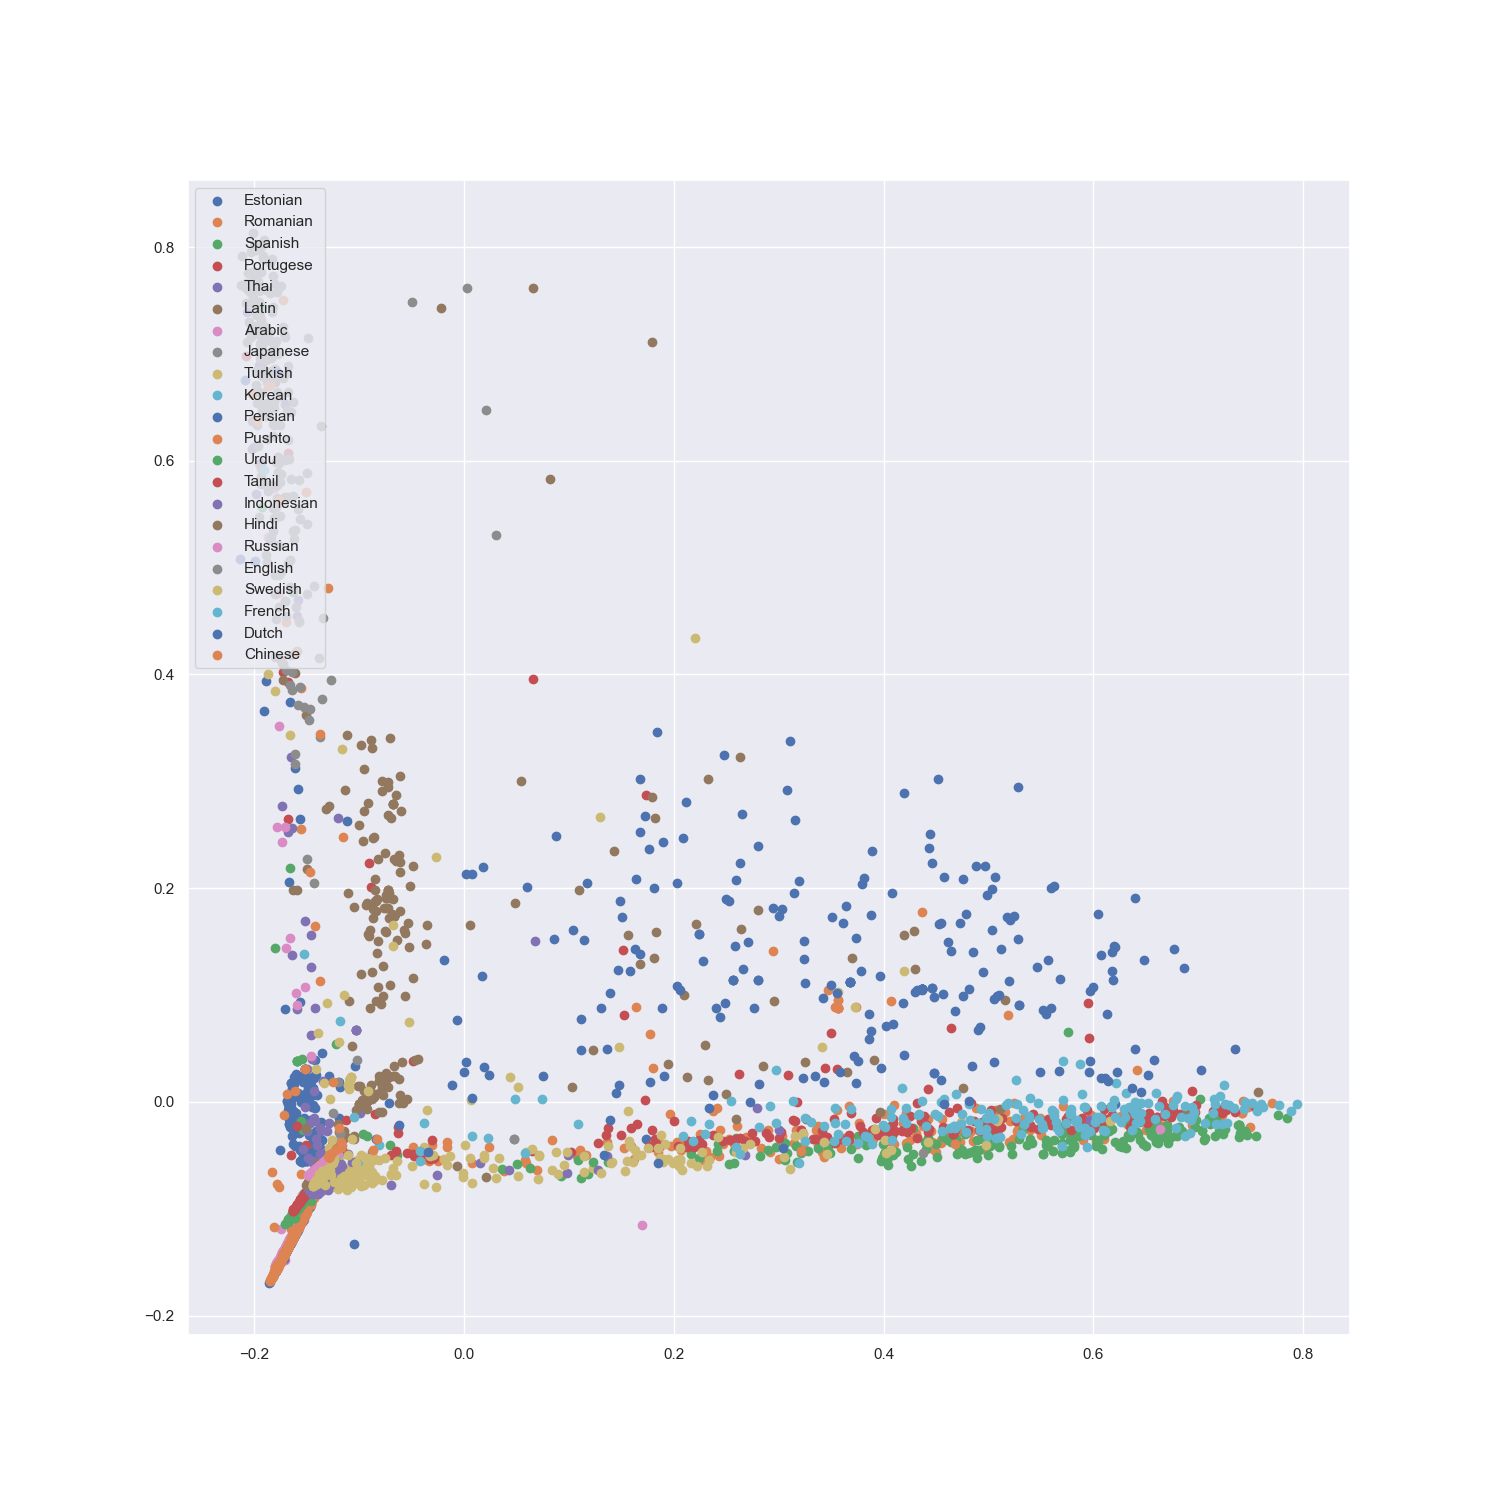 Estonian
Romanian
Spanish
Portugese
Thai
Latin
Arabic
Japanese
Turkish
Korean
Persian
Pushto
Urdu
Tamil
Indonesian
Hindi
Russian
English
Swedish
French
Dutch
Chinese
0.8
0.6
0.4
0.2
0.0
−0.2
−0.2 0.0 0.2 0.4 0.6 0.8